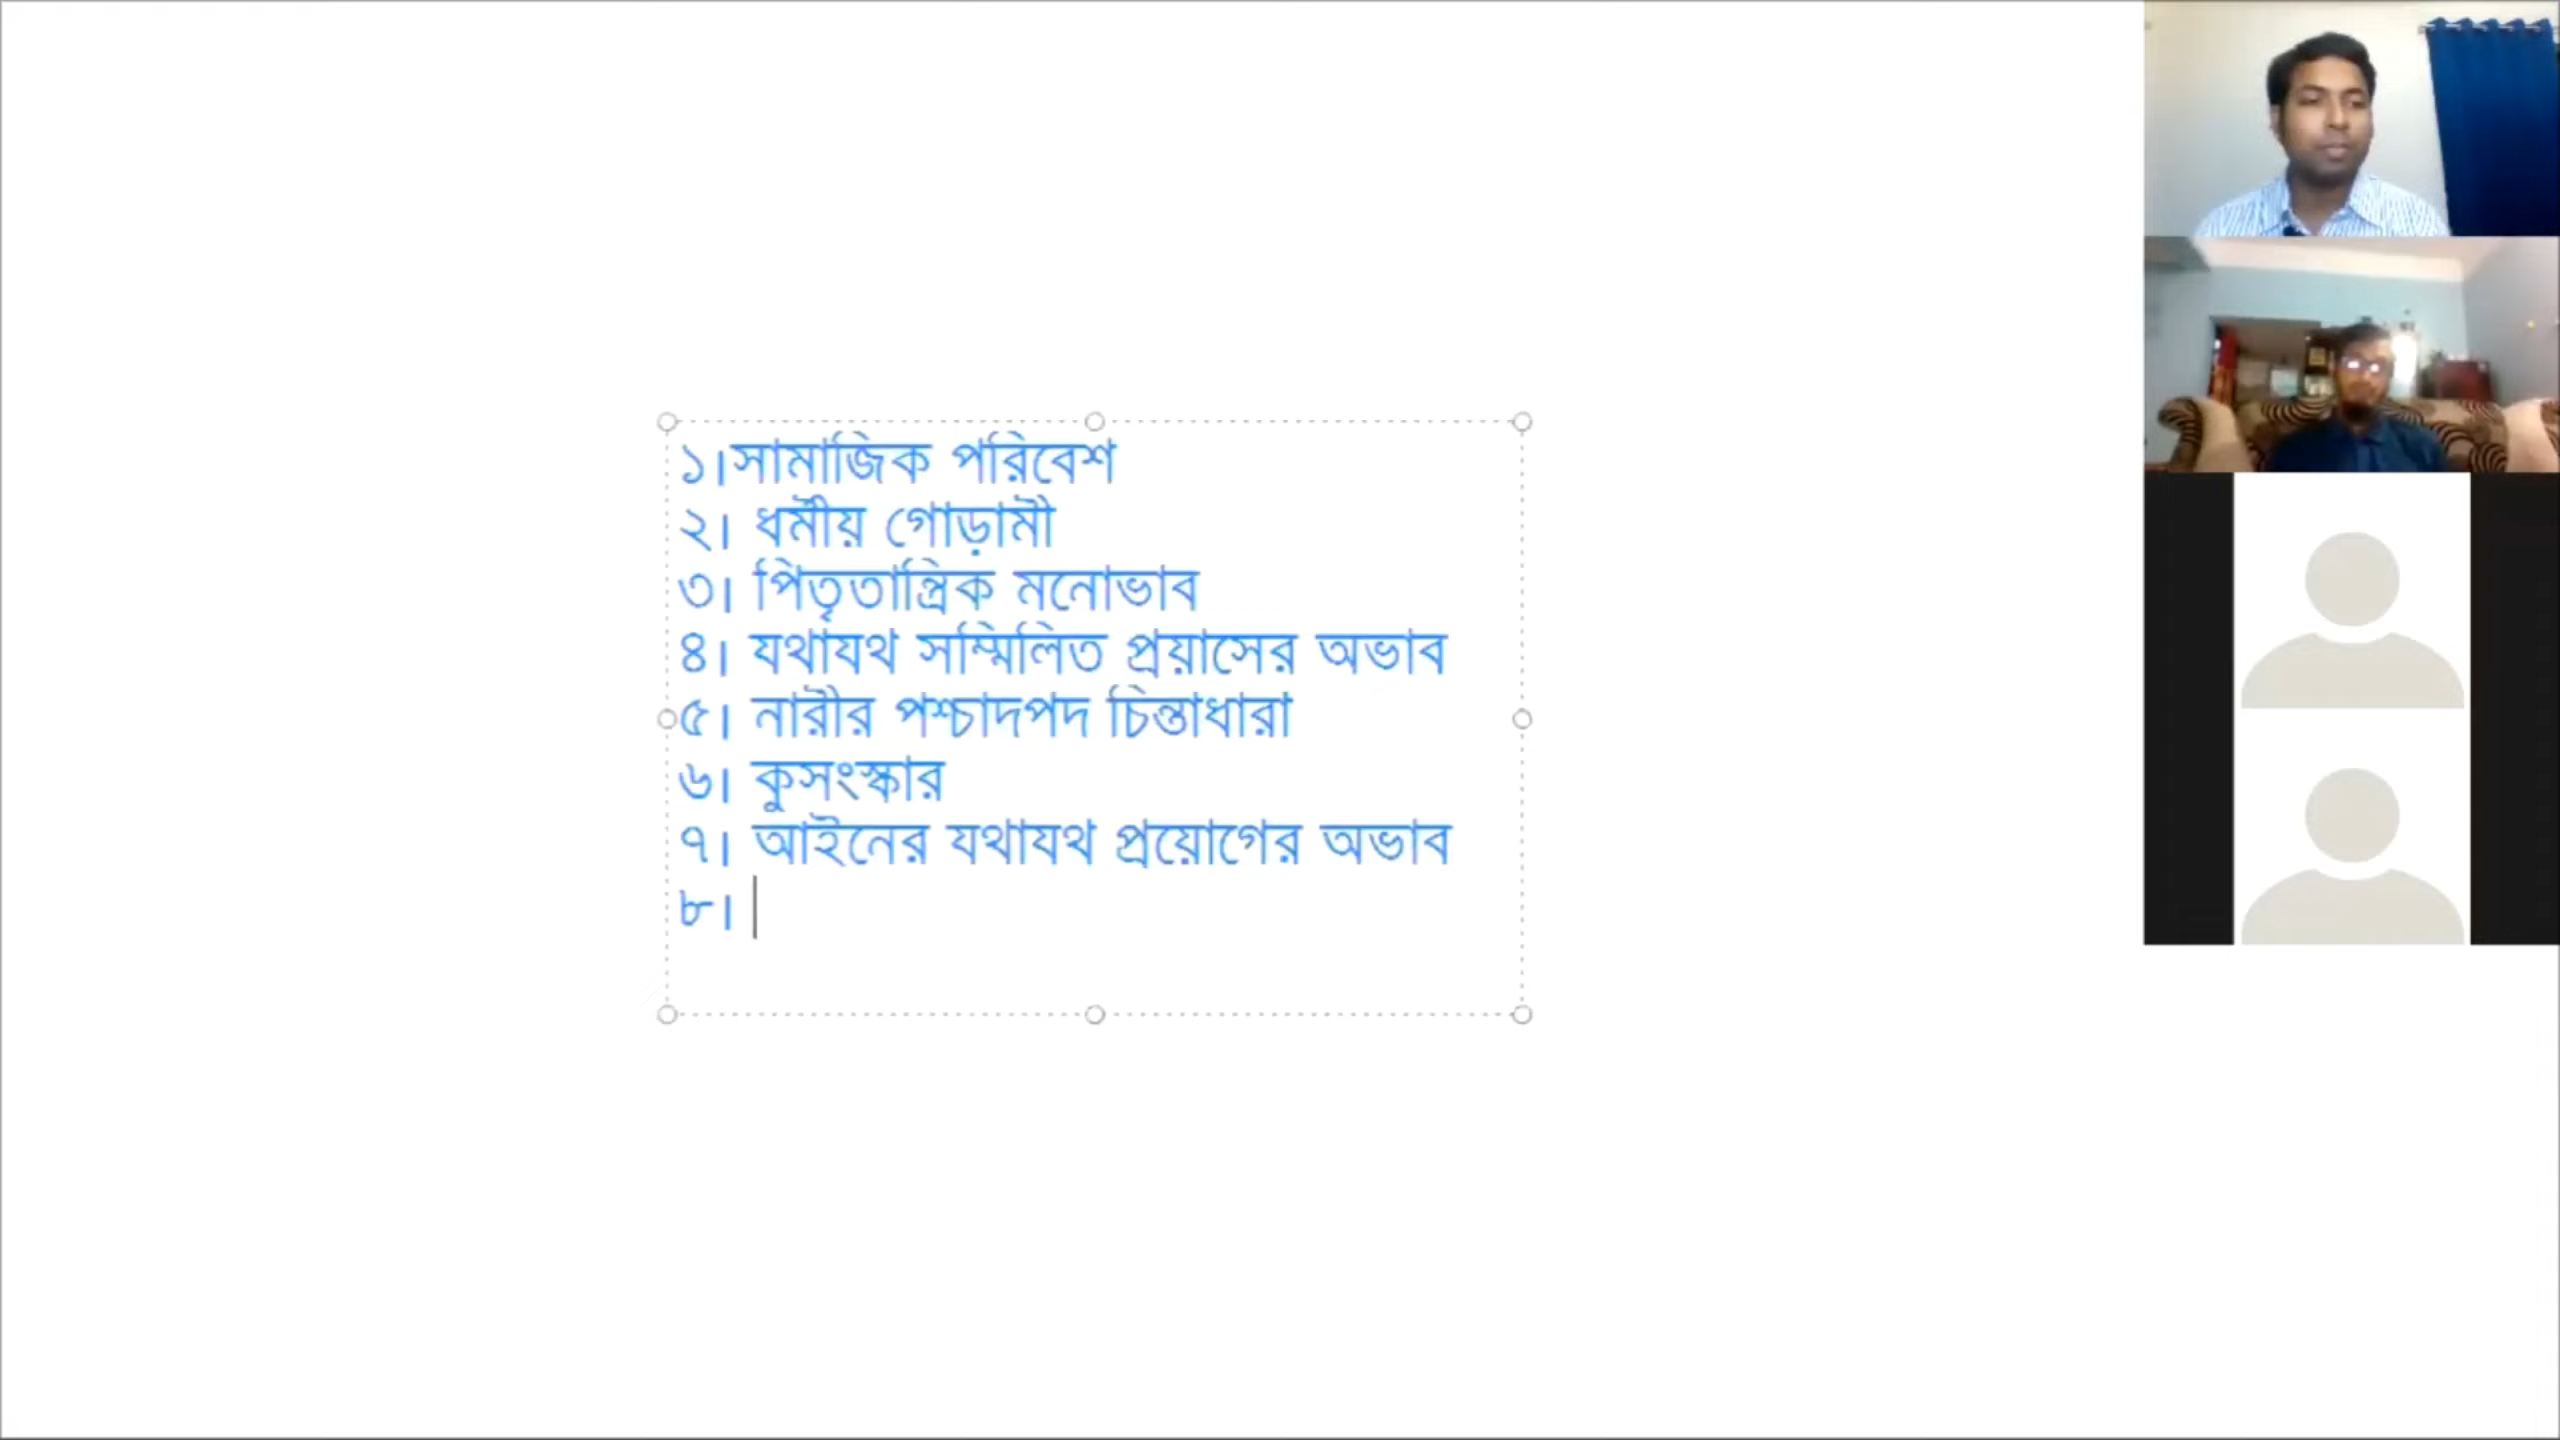 ১।সামাজিক পরিবেশ
২। ধর্মীয় গোড়ামী
৩। পিতৃতান্ত্রিক মনোভাব
৪। যথাযথ সম্মিলিত প্রয়াসের অভাব
৫। নারীর পশ্চাদপদ চিন্তাধারা
৬। কুসংস্কার
৭। আইনের যথাযথ প্রয়োগের অভাব
৮।